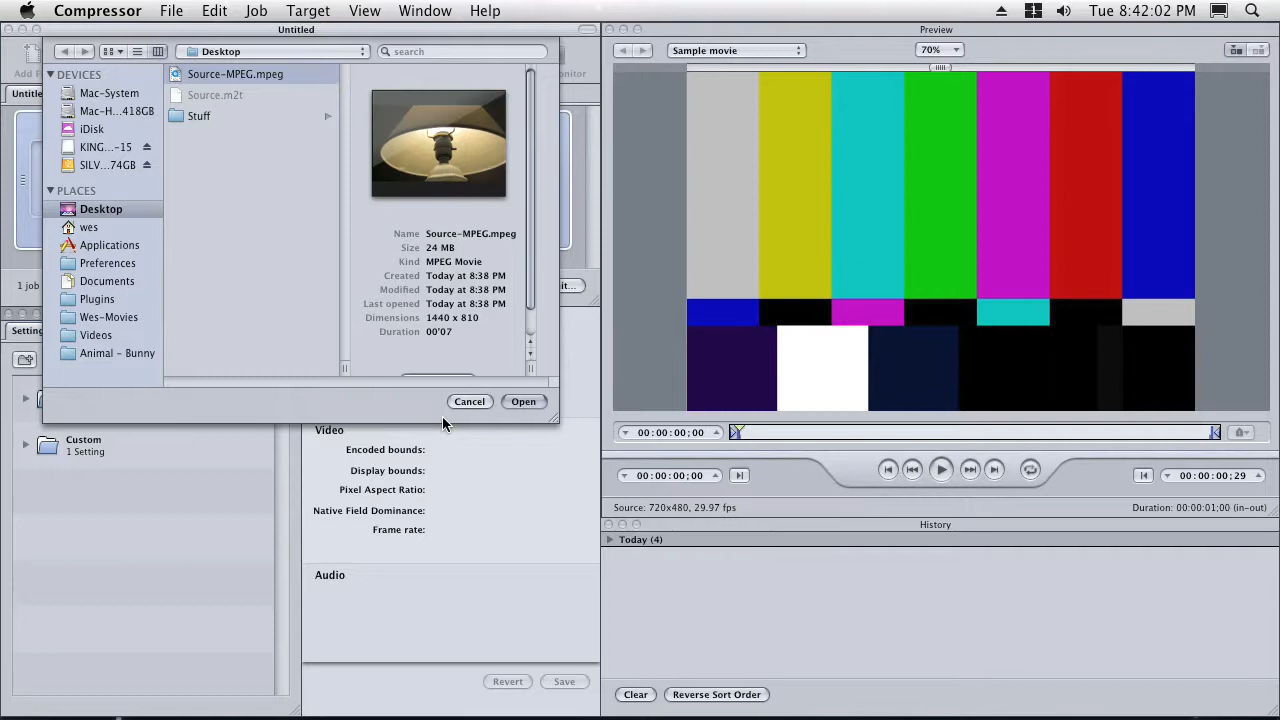 Compressor File Edit Job Target View Window Help Tue 8:42:02 PM
Untitled
Desktop
search
DEVICES
Mac-System
Mac-H...418GB
iDisk
KING...-15
SILV...74GB
PLACES
Desktop
wes
Applications
Preferences
Documents
Plugins
Wes-Movies
Videos
Animal - Bunny
Source-MPEG.mpeg
Source.m2t
Stuff
Name Source-MPEG.mpeg
Size 24 MB
Kind MPEG Movie
Created Today at 8:38 PM
Modified Today at 8:38 PM
Last opened Today at 8:38 PM
Dimensions 1440 x 810
Duration 00'07
Cancel Open
Add F
onitor
Untitle
1 job
it...
Setting
Custom
1 Setting
Video
Encoded bounds:
Display bounds:
Pixel Aspect Ratio:
Native Field Dominance:
Frame rate:
Audio
Revert Save
Preview
Sample movie 70%
00:00:00;00
00:00:00;00 00:00:00;29
Source: 720x480, 29.97 fps Duration: 00:00:01;00 (in-out)
History
Today (4)
Clear Reverse Sort Order